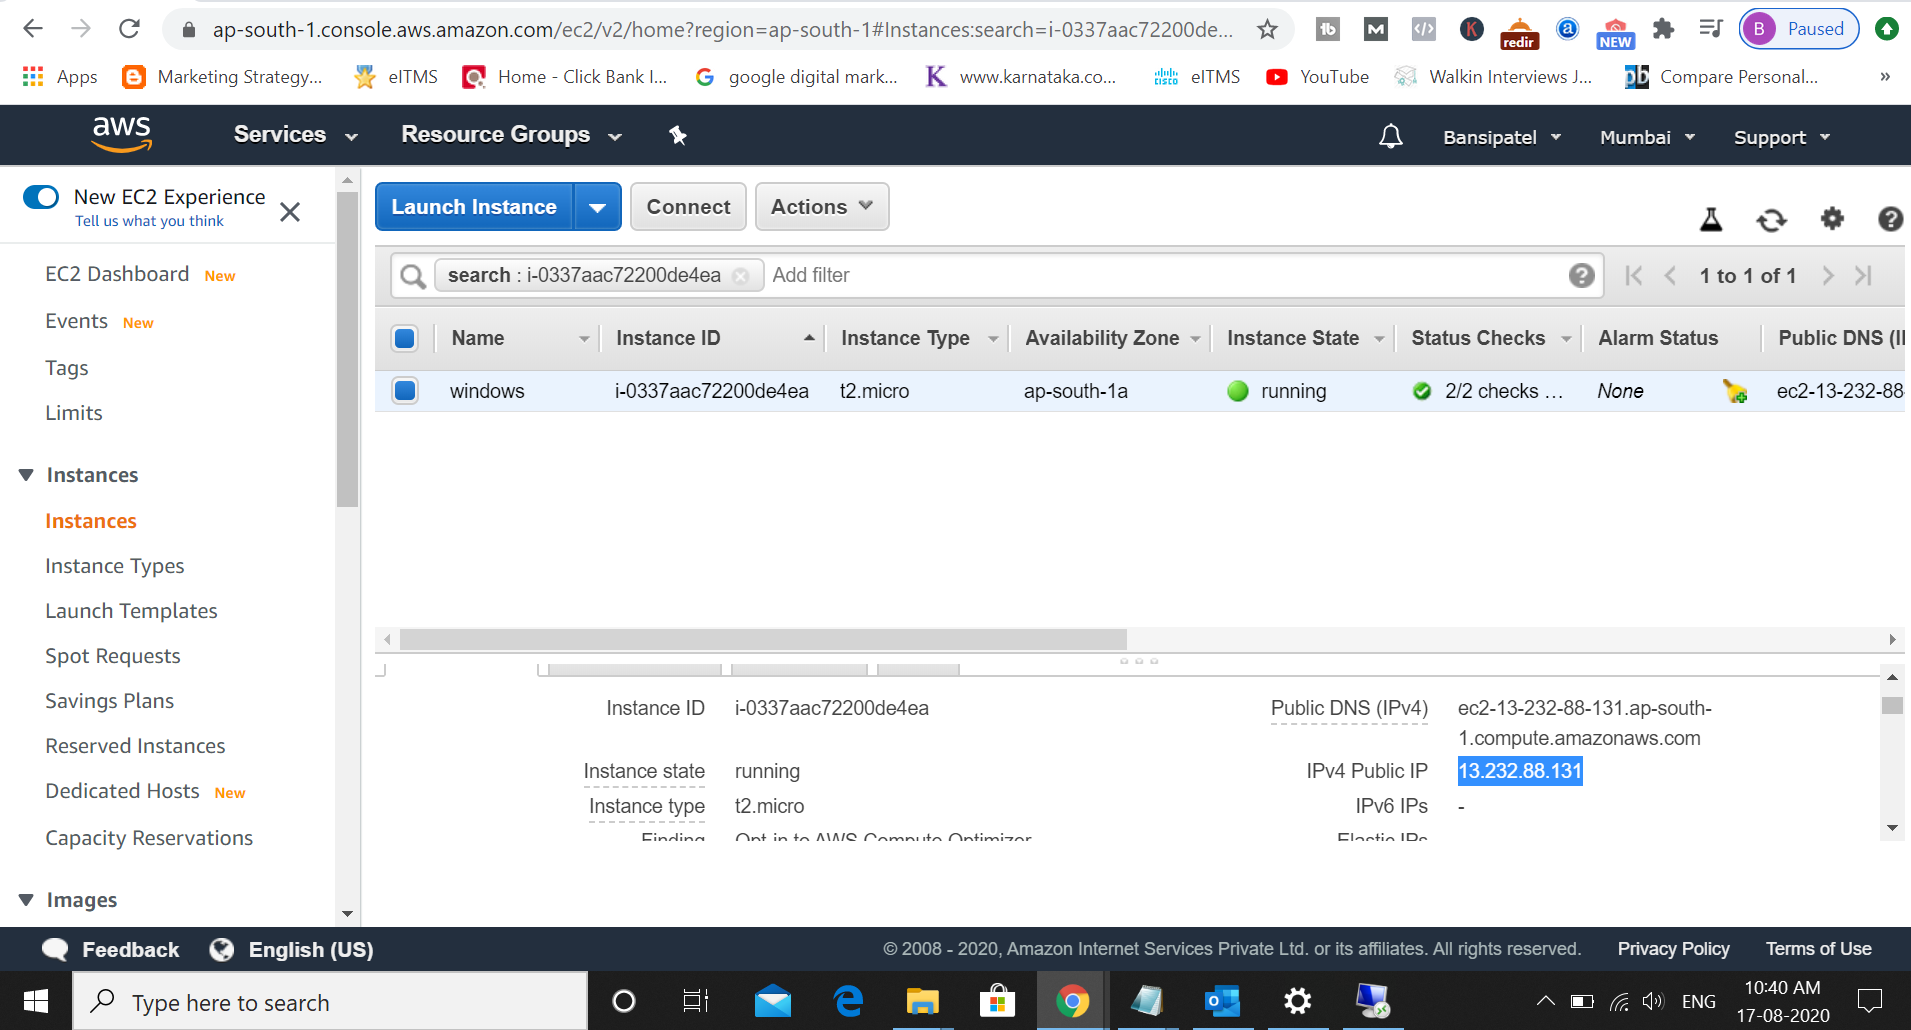 ap-south-1.console.aws.amazon.com/ec2/v2/home?region=ap-south-1#Instances:search=i-0337aac72200de...
redir
NEW
B Paused
Apps
Marketing Strategy...
eITMS
Home - Click Bank I...
google digital mark...
www.karnataka.co...
eITMS
YouTube
Walkin Interviews J...
Compare Personal...
»
aws
Services
Resource Groups
Bansipatel
Mumbai
Support
New EC2 Experience
Tell us what you think
EC2 Dashboard New
Events New
Tags
Limits
Instances
Instances
Instance Types
Launch Templates
Spot Requests
Savings Plans
Reserved Instances
Dedicated Hosts New
Capacity Reservations
Images
Launch Instance
Connect
Actions
search : i-0337aac72200de4ea
Add filter
1 to 1 of 1
Name Instance ID Instance Type Availability Zone Instance State Status Checks Alarm Status Public DNS (I
windows i-0337aac72200de4ea t2.micro ap-south-1a running 2/2 checks ... None ec2-13-232-88-
Instance ID i-0337aac72200de4ea
Public DNS (IPv4) ec2-13-232-88-131.ap-south-
1.compute.amazonaws.com
Instance state running
IPv4 Public IP 13.232.88.131
Instance type t2.micro
IPv6 IPs -
Finding Opt-in to AWS Compute Optimizer
Elastic IPs
Feedback
English (US)
© 2008 - 2020, Amazon Internet Services Private Ltd. or its affiliates. All rights reserved.
Privacy Policy
Terms of Use
Type here to search
ENG
10:40 AM
17-08-2020